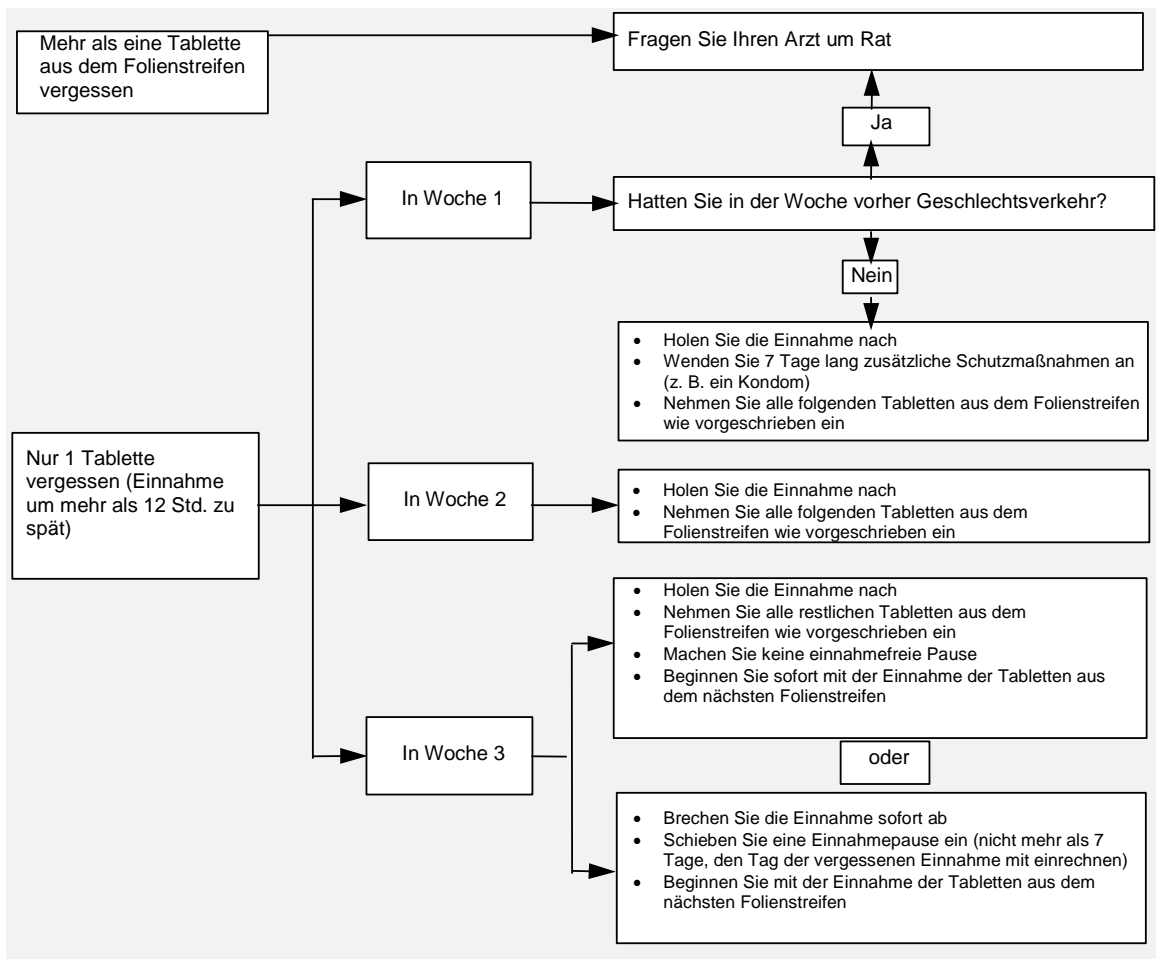 Mehr als eine Tablette
aus dem Folienstreifen
vergessen
Fragen Sie Ihren Arzt um Rat
Ja
In Woche 1
Hatten Sie in der Woche vorher Geschlechtsverkehr?
Nein
• Holen Sie die Einnahme nach
• Wenden Sie 7 Tage lang zusätzliche Schutzmaßnahmen an
(z. B. ein Kondom)
• Nehmen Sie alle folgenden Tabletten aus dem Folienstreifen
wie vorgeschrieben ein
Nur 1 Tablette
vergessen (Einnahme
um mehr als 12 Std. zu
spät)
In Woche 2
• Holen Sie die Einnahme nach
• Nehmen Sie alle folgenden Tabletten aus dem
Folienstreifen wie vorgeschrieben ein
In Woche 3
• Holen Sie die Einnahme nach
• Nehmen Sie alle restlichen Tabletten aus dem
Folienstreifen wie vorgeschrieben ein
• Machen Sie keine einnahmefreie Pause
• Beginnen Sie sofort mit der Einnahme der Tabletten aus
dem nächsten Folienstreifen
oder
• Brechen Sie die Einnahme sofort ab
• Schieben Sie eine Einnahmepause ein (nicht mehr als 7
Tage, den Tag der vergessenen Einnahme mit einrechnen)
• Beginnen Sie mit der Einnahme der Tabletten aus dem
nächsten Folienstreifen